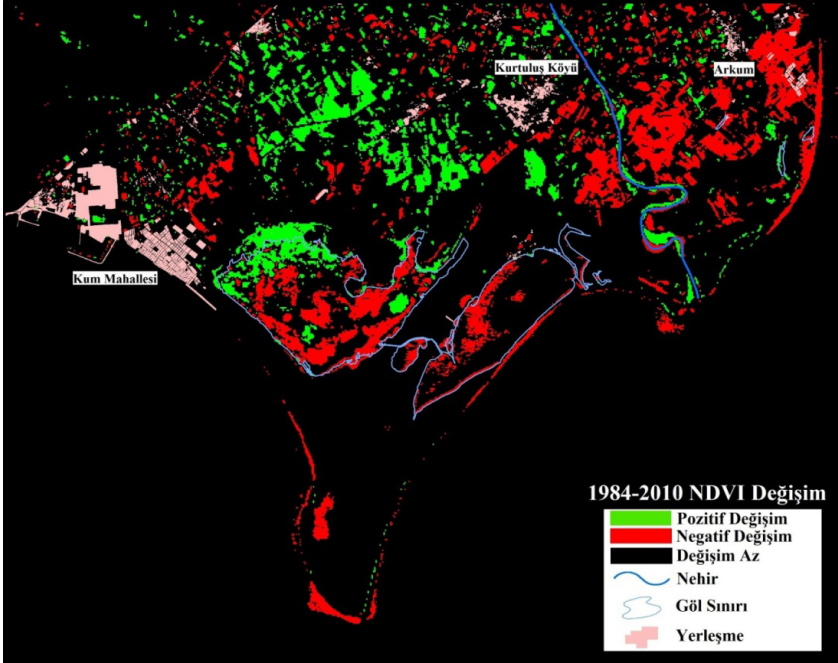 Kurtuluş Köyü
Arkum
Kum Mahallesi
1984-2010 NDVI Değişim
Pozitif Değişim
Negatif Değişim
Değişim Az
Nehir
Göl Sınırı
Yerleşme